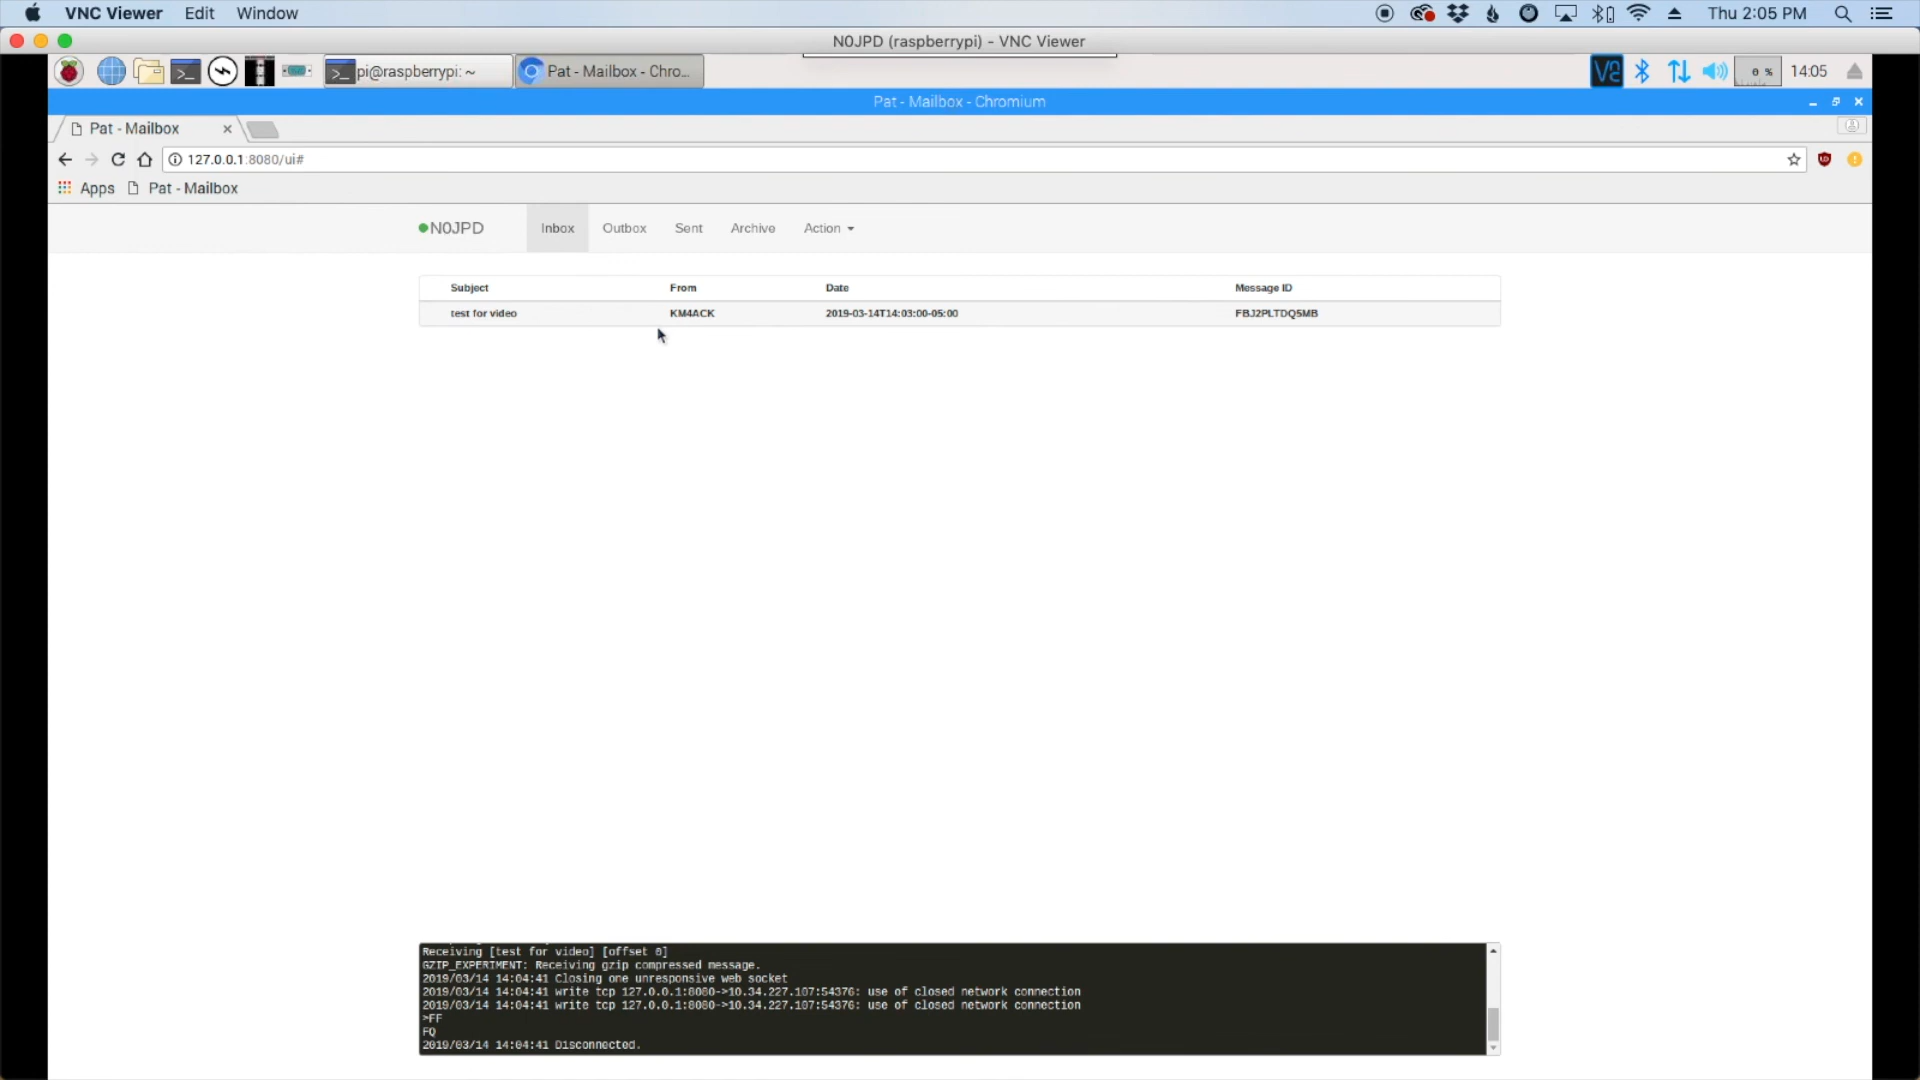 VNC Viewer Edit Window Thu 2:05 PM
N0JPD (raspberrypi) - VNC Viewer
pi@raspberrypi: ~ Pat - Mailbox - Chro... 0 % 14:05
Pat - Mailbox - Chromium
Pat - Mailbox
127.0.0.1:8080/ui#
Apps Pat - Mailbox
N0JPD Inbox Outbox Sent Archive Action
Subject From Date Message ID
test for video KM4ACK 2019-03-14T14:03:00-05:00 FBJ2PLTDQ5MB
Receiving [test for video] [offset 0]
GZIP_EXPERIMENT: Receiving gzip compressed message.
2019/03/14 14:04:41 Closing one unresponsive web socket
2019/03/14 14:04:41 write tcp 127.0.0.1:8080->10.34.227.107:54376: use of closed network connection
2019/03/14 14:04:41 write tcp 127.0.0.1:8080->10.34.227.107:54376: use of closed network connection
>FF
FQ
2019/03/14 14:04:41 Disconnected.